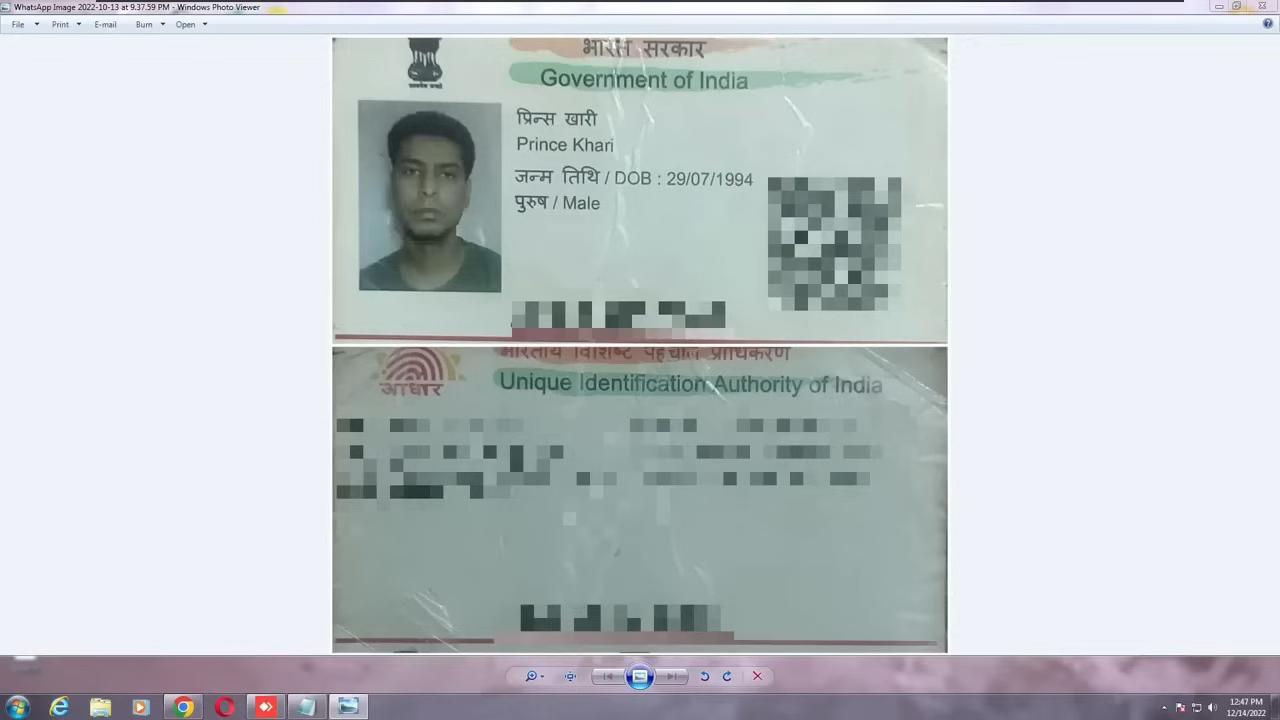 WhatsApp Image 2022-10-13 at 9.37.59 PM - Windows Photo Viewer
File Print E-mail Burn Open
भारत सरकार
Government of India
प्रिन्स खारी
Prince Khari
जन्म तिथि / DOB : 29/07/1994
पुरुष / Male
भारतीय विशिष्ट पहचान प्राधिकरण
आधार
Unique Identification Authority of India
12:47 PM
12/14/2022